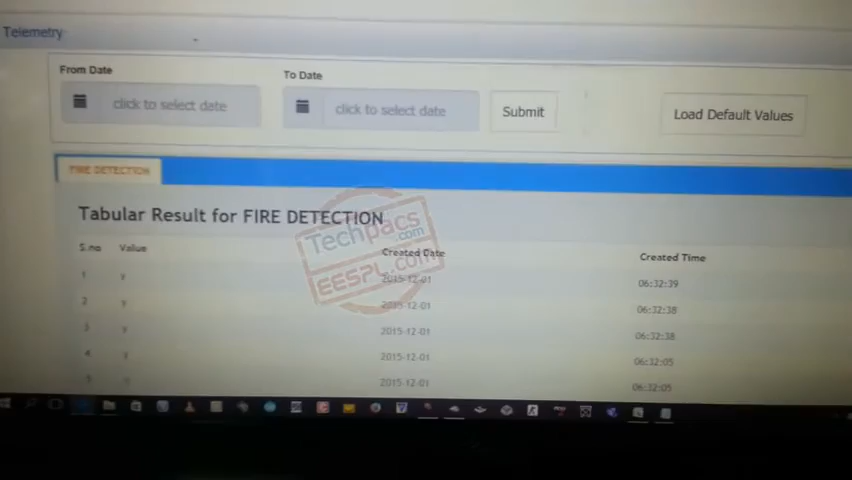 Telemetry
From Date
To Date
click to select date
click to select date
Submit
Load Default Values
FIRE DETECTION
Tabular Result for FIRE DETECTION
Techpacs
.com
EESPL.com
S.no Value Created Date Created Time
1 y 2015-12-01 06:32:39
2 y 2015-12-01 06:32:38
3 y 2015-12-01 06:32:38
4 y 2015-12-01 06:32:05
5 y 2015-12-01 06:32:05